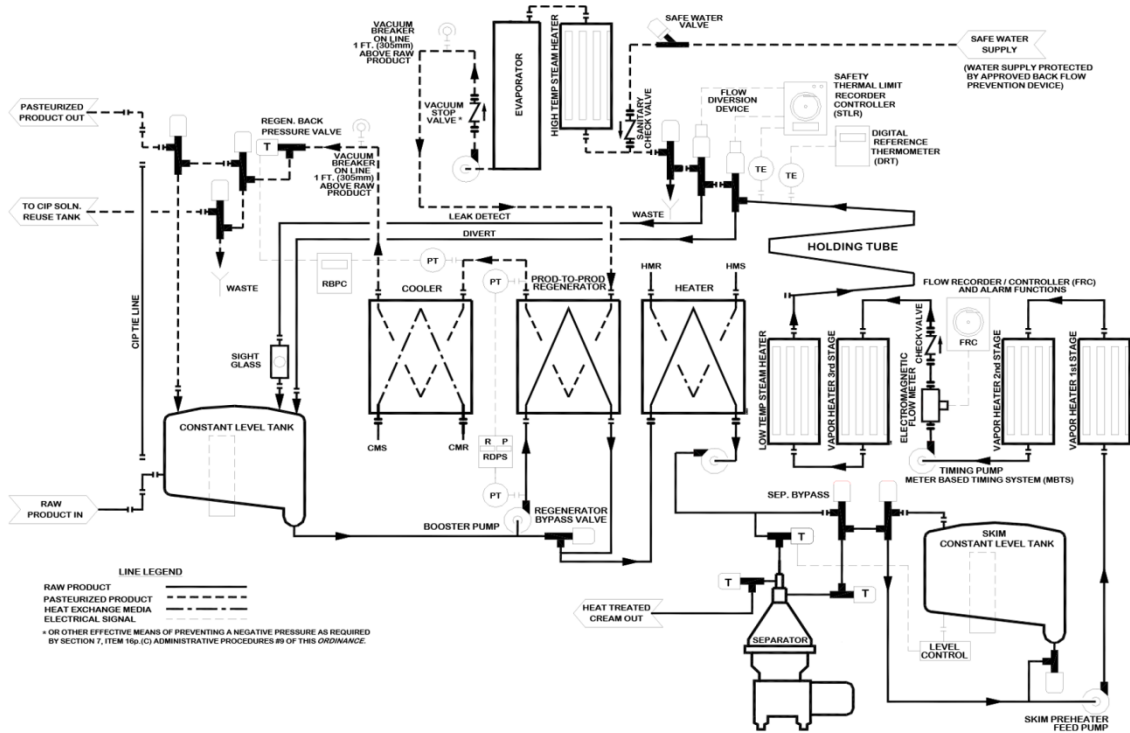 VACUUM
BREAKER
ON LINE
1 FT. (305mm)
ABOVE RAW
PRODUCT
EVAPORATOR
HIGH TEMP STEAM HEATER
SAFE WATER
VALVE
SAFE WATER
SUPPLY
(WATER SUPPLY PROTECTED
BY APPROVED BACK FLOW
PREVENTION DEVICE)
PASTEURIZED
PRODUCT OUT
REGEN. BACK
PRESSURE VALVE
T
VACUUM
BREAKER
ON LINE
1 FT. (305mm)
ABOVE RAW
PRODUCT
VACUUM
STOP
VALVE *
SANITARY
CHECK VALVE
FLOW
DIVERSION
DEVICE
SAFETY
THERMAL LIMIT
RECORDER
CONTROLLER
(STLR)
DIGITAL
REFERENCE
THERMOMETER
(DRT)
TE
TE
TO CIP SOLN.
REUSE TANK
WASTE
LEAK DETECT
WASTE
DIVERT
HOLDING TUBE
CIP TIE LINE
RBPC
PT
PT
COOLER
PROD-TO-PROD
REGENERATOR
HMR
HMS
HEATER
FLOW RECORDER / CONTROLLER (FRC)
AND ALARM FUNCTIONS
FRC
CHECK VALVE
ELECTROMAGNETIC
FLOW METER
LOW TEMP STEAM HEATER
VAPOR HEATER 3rd STAGE
VAPOR HEATER 2nd STAGE
VAPOR HEATER 1st STAGE
SIGHT
GLASS
CONSTANT LEVEL TANK
CMS
CMR
R P
RDPS
PT
TIMING PUMP
METER BASED TIMING SYSTEM (MBTS)
RAW
PRODUCT IN
BOOSTER PUMP
REGENERATOR
BYPASS VALVE
SEP. BYPASS
T
T
T
SKIM
CONSTANT LEVEL TANK
HEAT TREATED
CREAM OUT
SEPARATOR
LEVEL
CONTROL
SKIM PREHEATER
FEED PUMP
LINE LEGEND
RAW PRODUCT
PASTEURIZED PRODUCT
HEAT EXCHANGE MEDIA
ELECTRICAL SIGNAL
* OR OTHER EFFECTIVE MEANS OF PREVENTING A NEGATIVE PRESSURE AS REQUIRED
BY SECTION 7, ITEM 16p.(C) ADMINISTRATIVE PROCEDURES #9 OF THIS ORDINANCE.